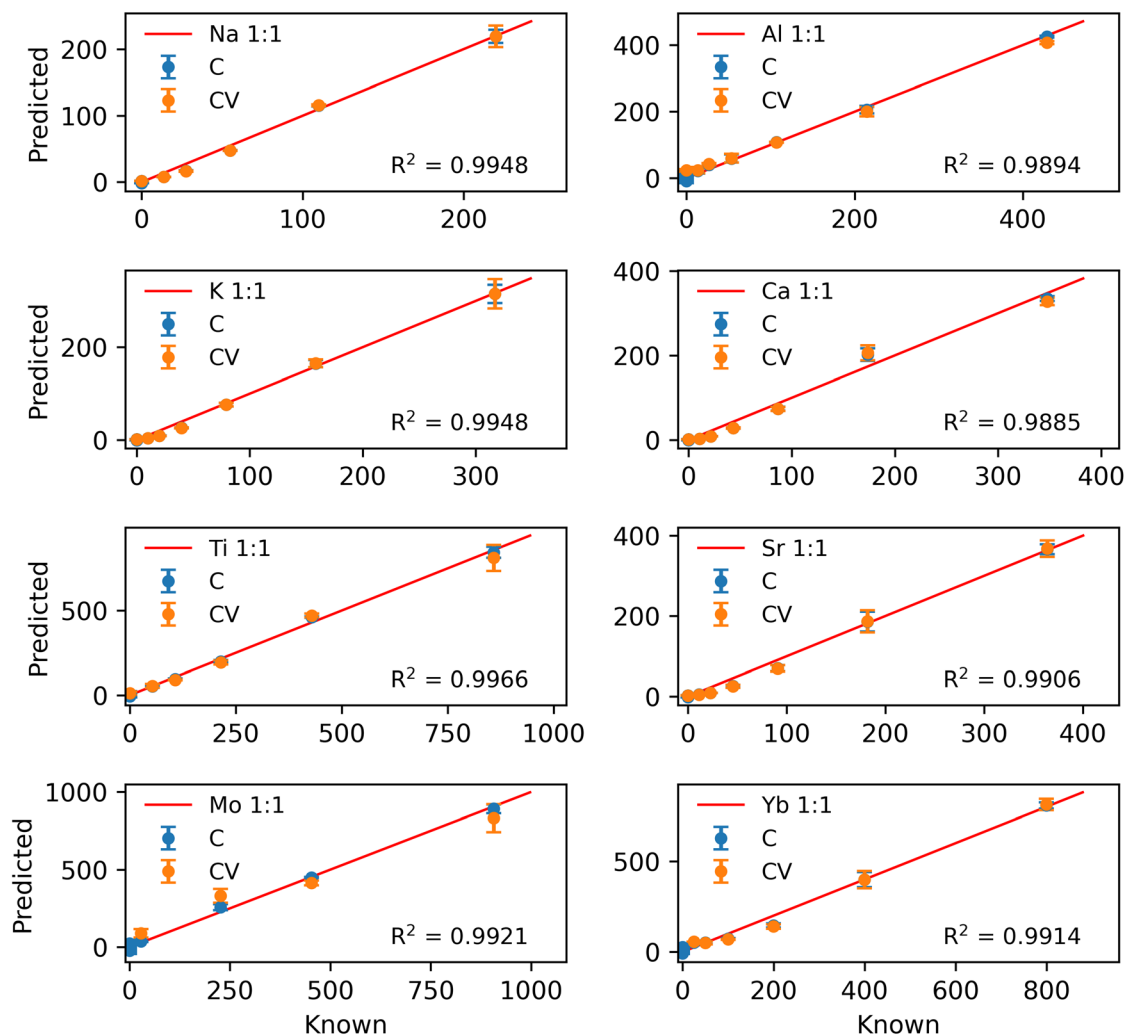 Na 1:1
C
CV
R² = 0.9948
Predicted
0
100
200
0
100
200
Al 1:1
C
CV
R² = 0.9894
0
200
400
0
200
400
K 1:1
C
CV
R² = 0.9948
Predicted
0
200
0
100
200
300
Ca 1:1
C
CV
R² = 0.9885
0
200
400
0
100
200
300
400
Ti 1:1
C
CV
R² = 0.9966
Predicted
0
500
0
250
500
750
1000
Sr 1:1
C
CV
R² = 0.9906
0
200
400
0
100
200
300
400
Mo 1:1
C
CV
R² = 0.9921
Predicted
0
500
1000
0
250
500
750
1000
Known
Yb 1:1
C
CV
R² = 0.9914
0
500
0
200
400
600
800
Known